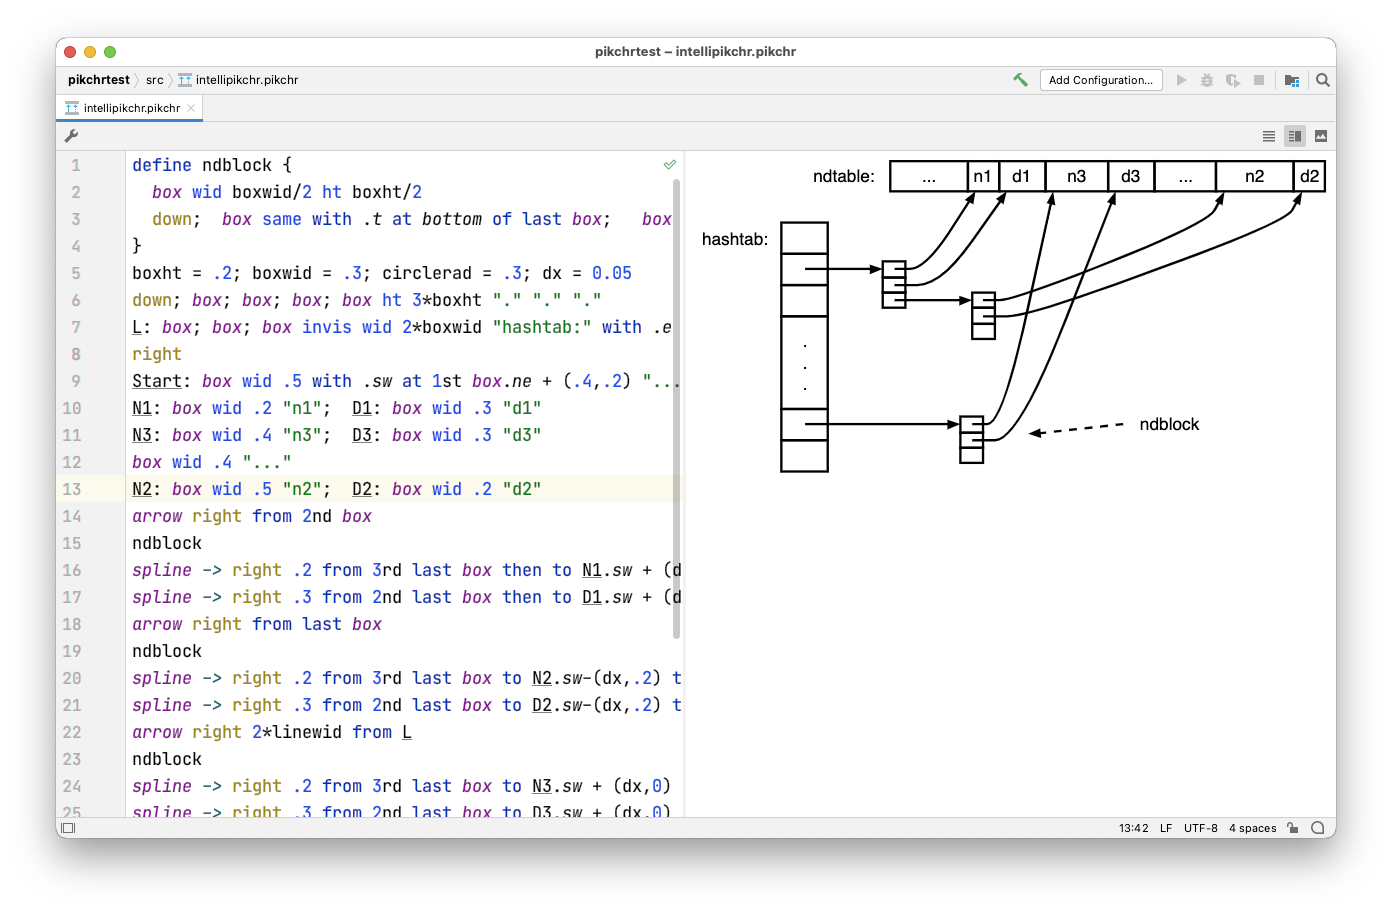 pikchrtest – intellipikchr.pikchr
pikchrtest src intellipikchr.pikchr Add Configuration...
intellipikchr.pikchr
1 define ndblock {
2 box wid boxwid/2 ht boxht/2
3 down; box same with .t at bottom of last box; box
4 }
5 boxht = .2; boxwid = .3; circlerad = .3; dx = 0.05
6 down; box; box; box; box ht 3*boxht "." "." "."
7 L: box; box; box invis wid 2*boxwid "hashtab:" with .e
8 right
9 Start: box wid .5 with .sw at 1st box.ne + (.4,.2) "...
10 N1: box wid .2 "n1"; D1: box wid .3 "d1"
11 N3: box wid .4 "n3"; D3: box wid .3 "d3"
12 box wid .4 "..."
13 N2: box wid .5 "n2"; D2: box wid .2 "d2"
14 arrow right from 2nd box
15 ndblock
16 spline -> right .2 from 3rd last box then to N1.sw + (d
17 spline -> right .3 from 2nd last box then to D1.sw + (d
18 arrow right from last box
19 ndblock
20 spline -> right .2 from 3rd last box to N2.sw-(dx,.2) t
21 spline -> right .3 from 2nd last box to D2.sw-(dx,.2) t
22 arrow right 2*linewid from L
23 ndblock
24 spline -> right .2 from 3rd last box to N3.sw + (dx,0)
25 spline -> right .3 from 2nd last box to D3.sw + (dx,0)
ndtable: ... n1 d1 n3 d3 ... n2 d2
hashtab:
.
.
.
ndblock
13:42 LF UTF-8 4 spaces